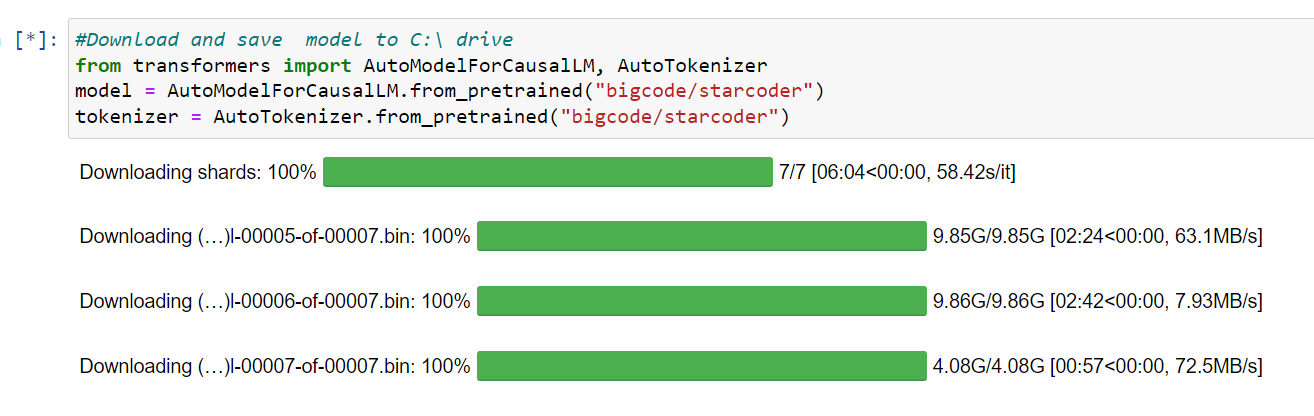 [*]: #Download and save  model to C:\ drive
from transformers import AutoModelForCausalLM, AutoTokenizer
model = AutoModelForCausalLM.from_pretrained("bigcode/starcoder")
tokenizer = AutoTokenizer.from_pretrained("bigcode/starcoder")
Downloading shards: 100% 7/7 [06:04<00:00, 58.42s/it]
Downloading (…)l-00005-of-00007.bin: 100% 9.85G/9.85G [02:24<00:00, 63.1MB/s]
Downloading (…)l-00006-of-00007.bin: 100% 9.86G/9.86G [02:42<00:00, 7.93MB/s]
Downloading (…)l-00007-of-00007.bin: 100% 4.08G/4.08G [00:57<00:00, 72.5MB/s]